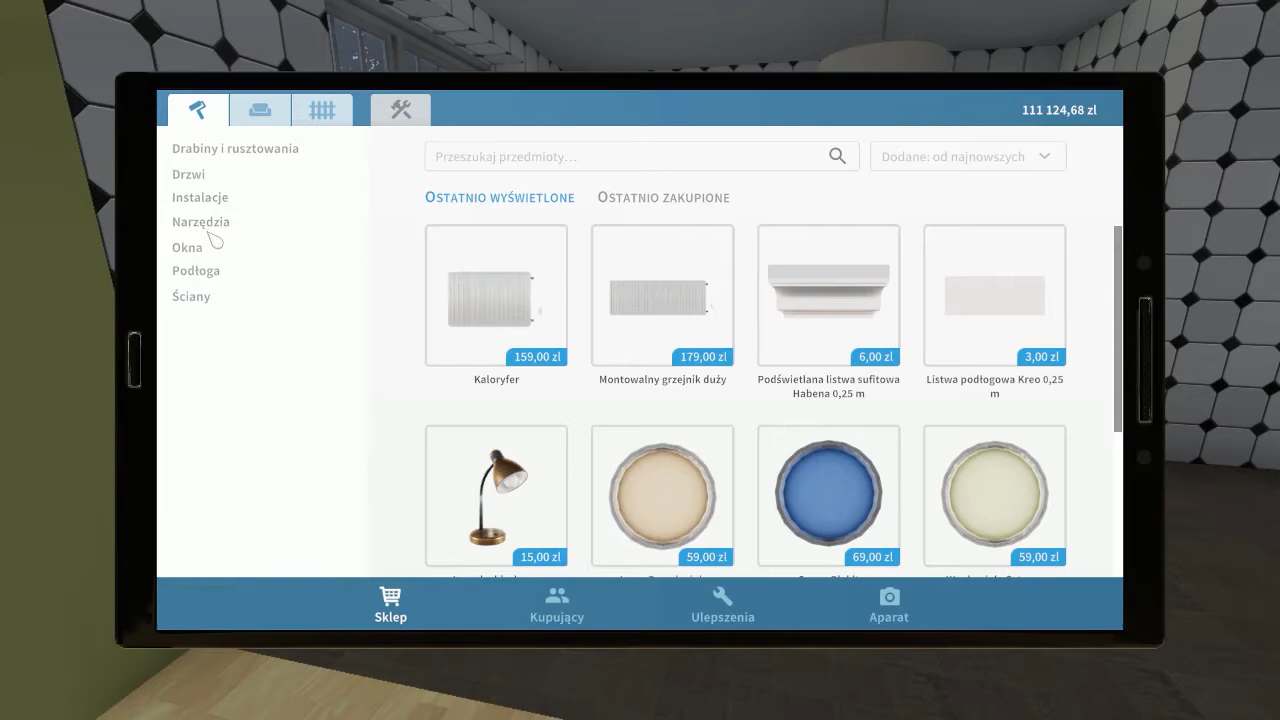 111 124,68 zl
Drabiny i rusztowania
Drzwi
Instalacje
Narzędzia
Okna
Podłoga
Ściany
Przeszukaj przedmioty...
Dodane: od najnowszych
OSTATNIO WYŚWIETLONE
OSTATNIO ZAKUPIONE
159,00 zl
179,00 zl
6,00 zl
3,00 zl
Kaloryfer
Montowalny grzejnik duży
Podświetlana listwa sufitowa
Habena 0,25 m
Listwa podłogowa Kreo 0,25
m
15,00 zl
59,00 zl
69,00 zl
59,00 zl
Sklep
Kupujący
Ulepszenia
Aparat